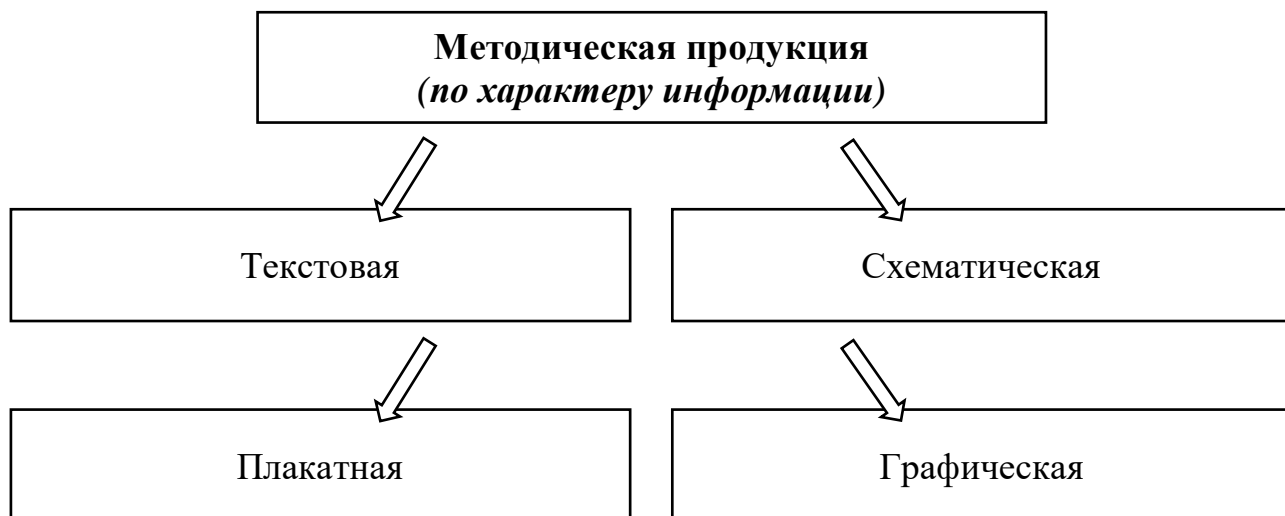 Методическая продукция
(по характеру информации)
Текстовая
Схематическая
Плакатная
Графическая